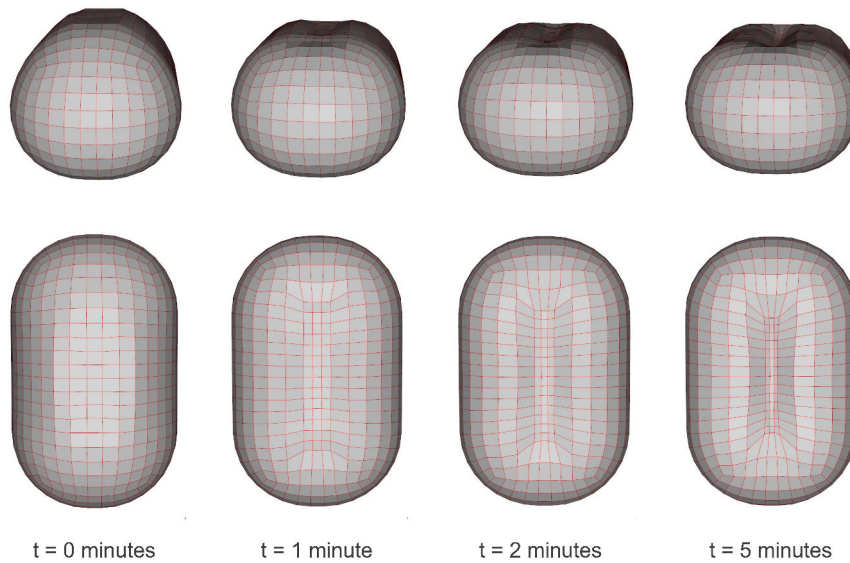 t = 0 minutes
t = 1 minute
t = 2 minutes
t = 5 minutes